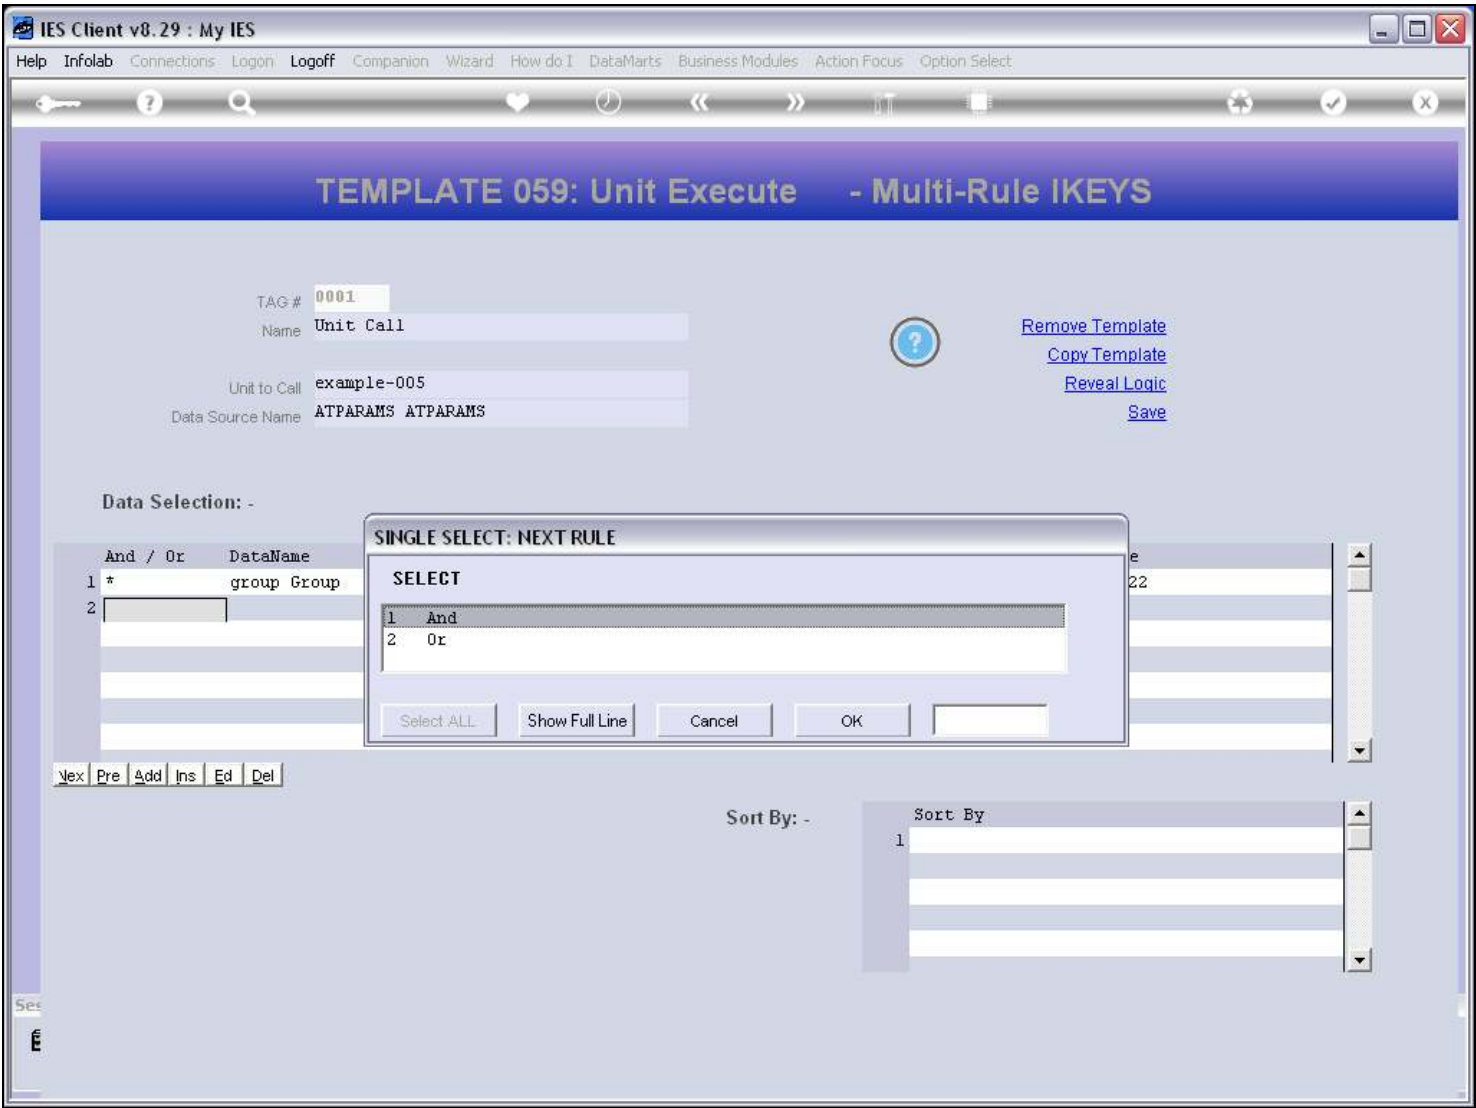 IES Client v8.29 : My IES
Help Infolab Connections Logon Logoff Companion Wizard How do I DataMarts Business Modules Action Focus Option Select
TEMPLATE 059: Unit Execute - Multi-Rule IKEYS
TAG # 0001
Name Unit Call
Remove Template
Copy Template
Unit to Call example-005
Reveal Logic
Data Source Name ATPARAMS ATPARAMS
Save
Data Selection: -
SINGLE SELECT: NEXT RULE
And / Or DataName
1 * group Group 22
2
SELECT
1 And
2 Or
Select ALL Show Full Line Cancel OK
Pre Add Ins Ed Del
Sort By: -
Sort By
1